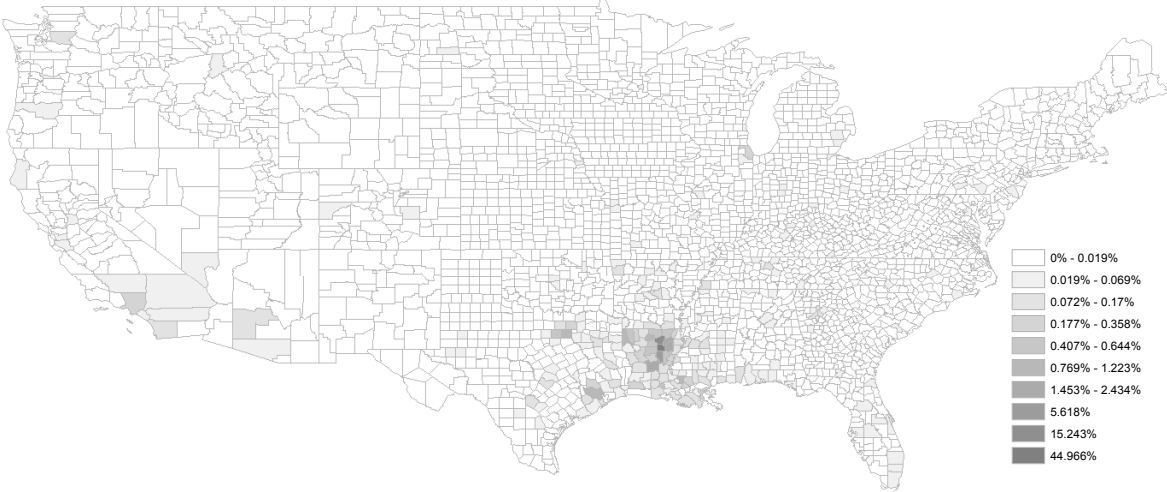 0% - 0.019%
0.019% - 0.069%
0.072% - 0.17%
0.177% - 0.358%
0.407% - 0.644%
0.769% - 1.223%
1.453% - 2.434%
5.618%
15.243%
44.966%